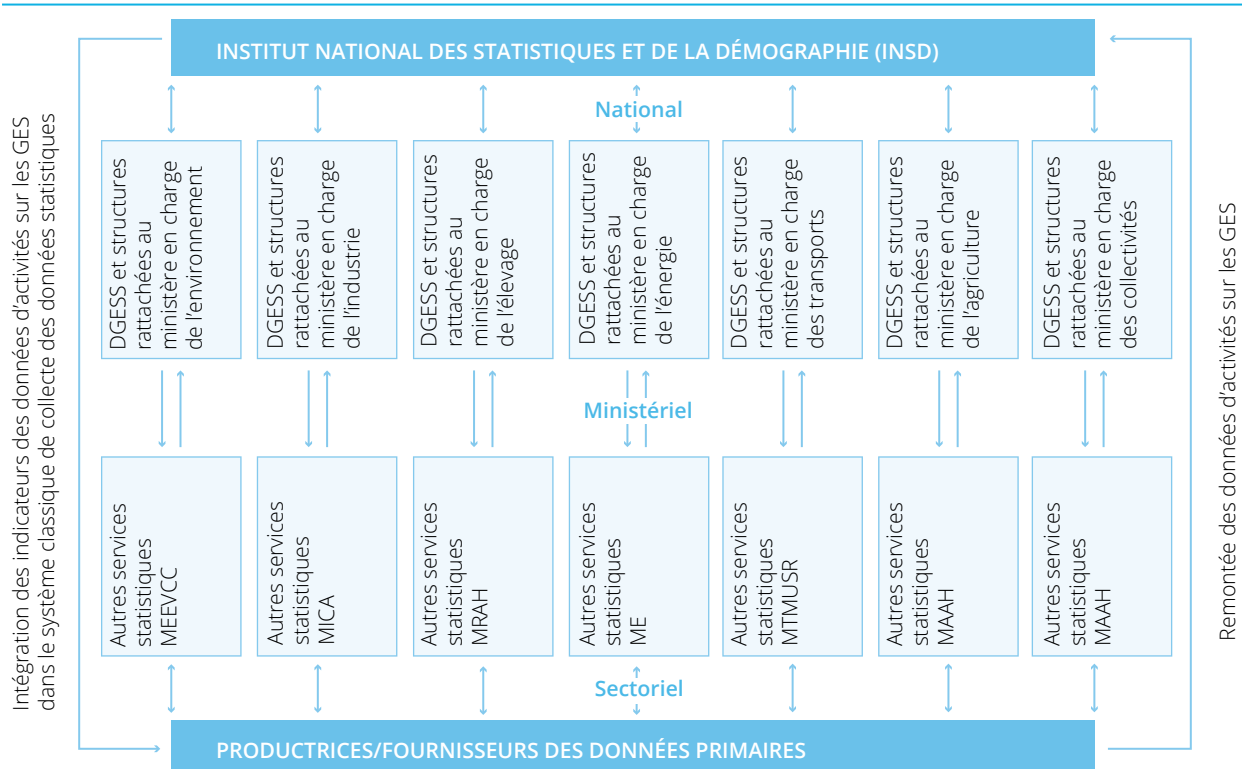 INSTITUT NATIONAL DES STATISTIQUES ET DE LA DÉMOGRAPHIE (INSD)
Intégration des indicateurs des données d'activités sur les GES
dans le système classique de collecte des données statistiques
National
DGESS et structures
rattachées au
ministère en charge
de l'environnement
DGESS et structures
rattachées au
ministère en charge
de l'industrie
DGESS et structures
rattachées au
ministère en charge
de l'élevage
DGESS et structures
rattachées au
ministère en charge
de l'énergie
DGESS et structures
rattachées au
ministère en charge
des transports
DGESS et structures
rattachées au
ministère en charge
de l'agriculture
DGESS et structures
rattachées au
ministère en charge
des collectivités
Ministériel
Autres services
statistiques
MEEVCC
Autres services
statistiques
MICA
Autres services
statistiques
MRAH
Autres services
statistiques
ME
Autres services
statistiques
MTMUSR
Autres services
statistiques
MAAH
Autres services
statistiques
MAAH
Sectoriel
PRODUCTRICES/FOURNISSEURS DES DONNÉES PRIMAIRES
Remontée des données d'activités sur les GES